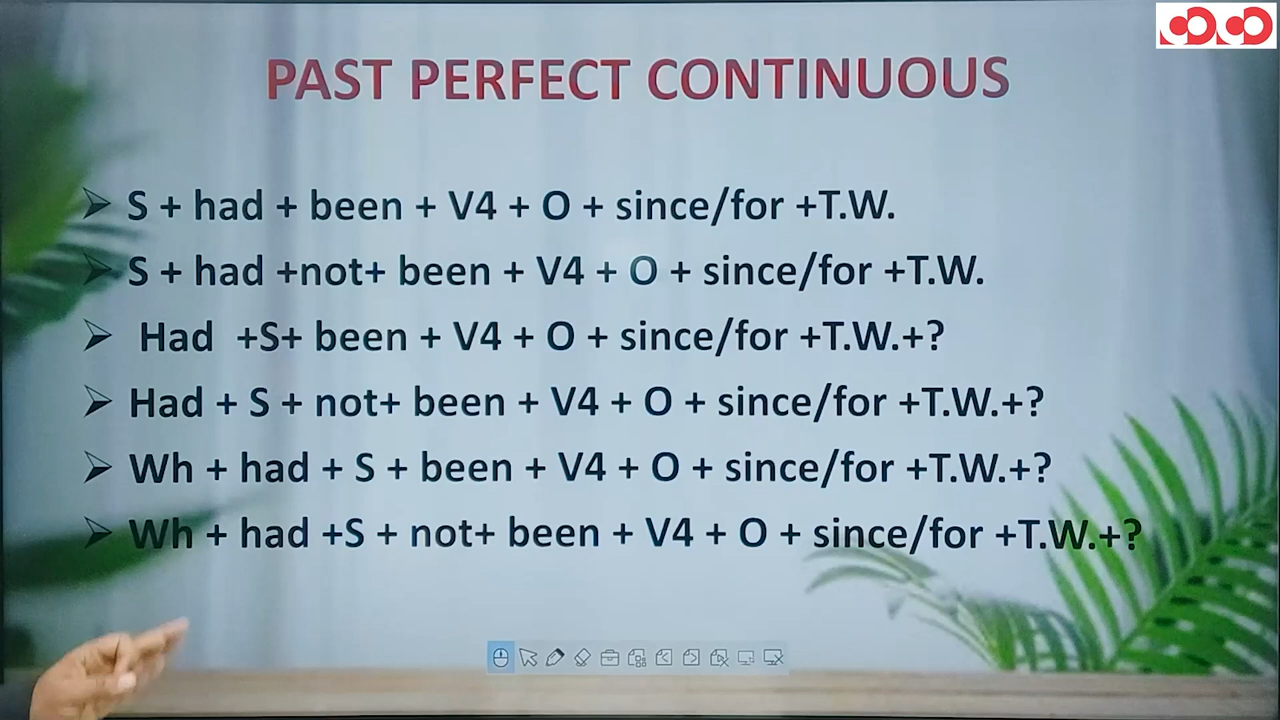 PAST PERFECT CONTINUOUS
➢ S + had + been + V4 + O + since/for +T.W.
➢ S + had +not+ been + V4 + O + since/for +T.W.
➢ Had +S+ been + V4 + O + since/for +T.W.+?
➢ Had + S + not+ been + V4 + O + since/for +T.W.+?
➢ Wh + had + S + been + V4 + O + since/for +T.W.+?
➢ Wh + had +S + not+ been + V4 + O + since/for +T.W.+?